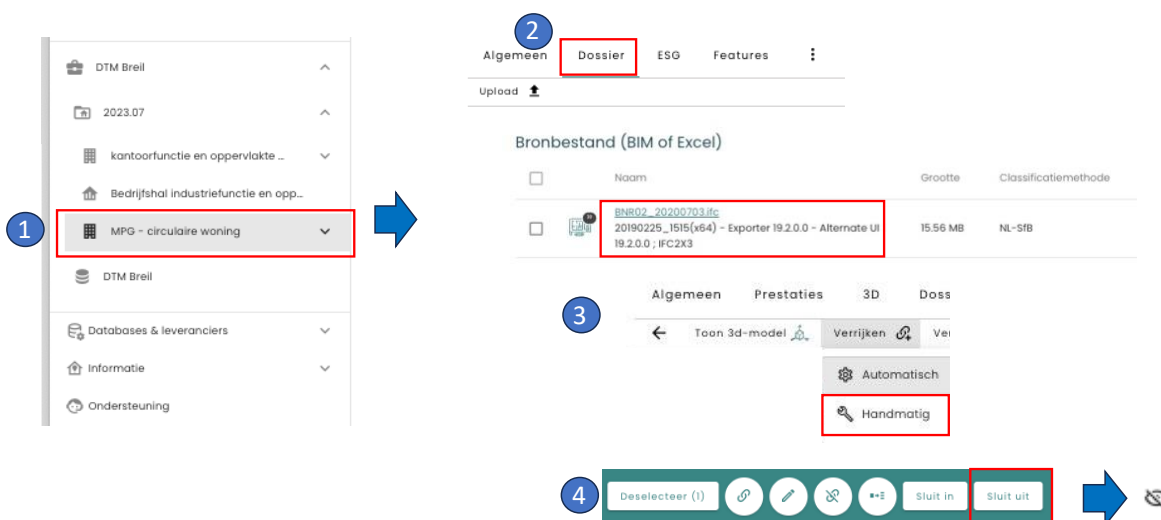 1
DTM Breil
2023.07
kantoorfunctie en oppervlakte ...
Bedrijfshal industriefunctie en opp...
MPG - circulaire woning
DTM Breil
Databases & leveranciers
Informatie
Ondersteuning
2
Algemeen Dossier ESG Features
Upload
Bronbestand (BIM of Excel)
Naam Grootte Classificatiemethode
BNR02_20200703.ifc
20190225_1515(x64) - Exporter 19.2.0.0 - Alternate UI 15.56 MB NL-SfB
19.2.0.0 ; IFC2X3
3
Algemeen Prestaties 3D Doss
Toon 3d-model Verrijken Ve
Automatisch
Handmatig
4
Deselecteer (1) Sluit in Sluit uit